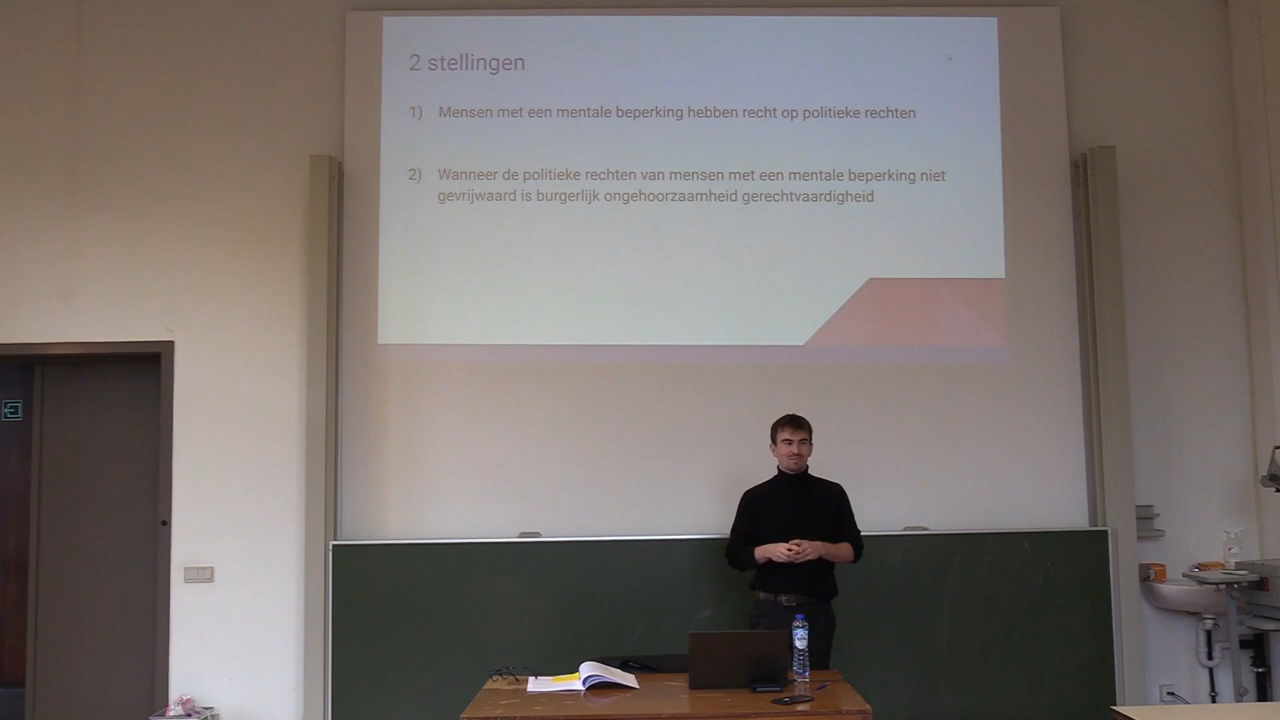 2 stellingen
1) Mensen met een mentale beperking hebben recht op politieke rechten
2) Wanneer de politieke rechten van mensen met een mentale beperking niet
gevrijwaard is burgerlijk ongehoorzaamheid gerechtvaardigheid